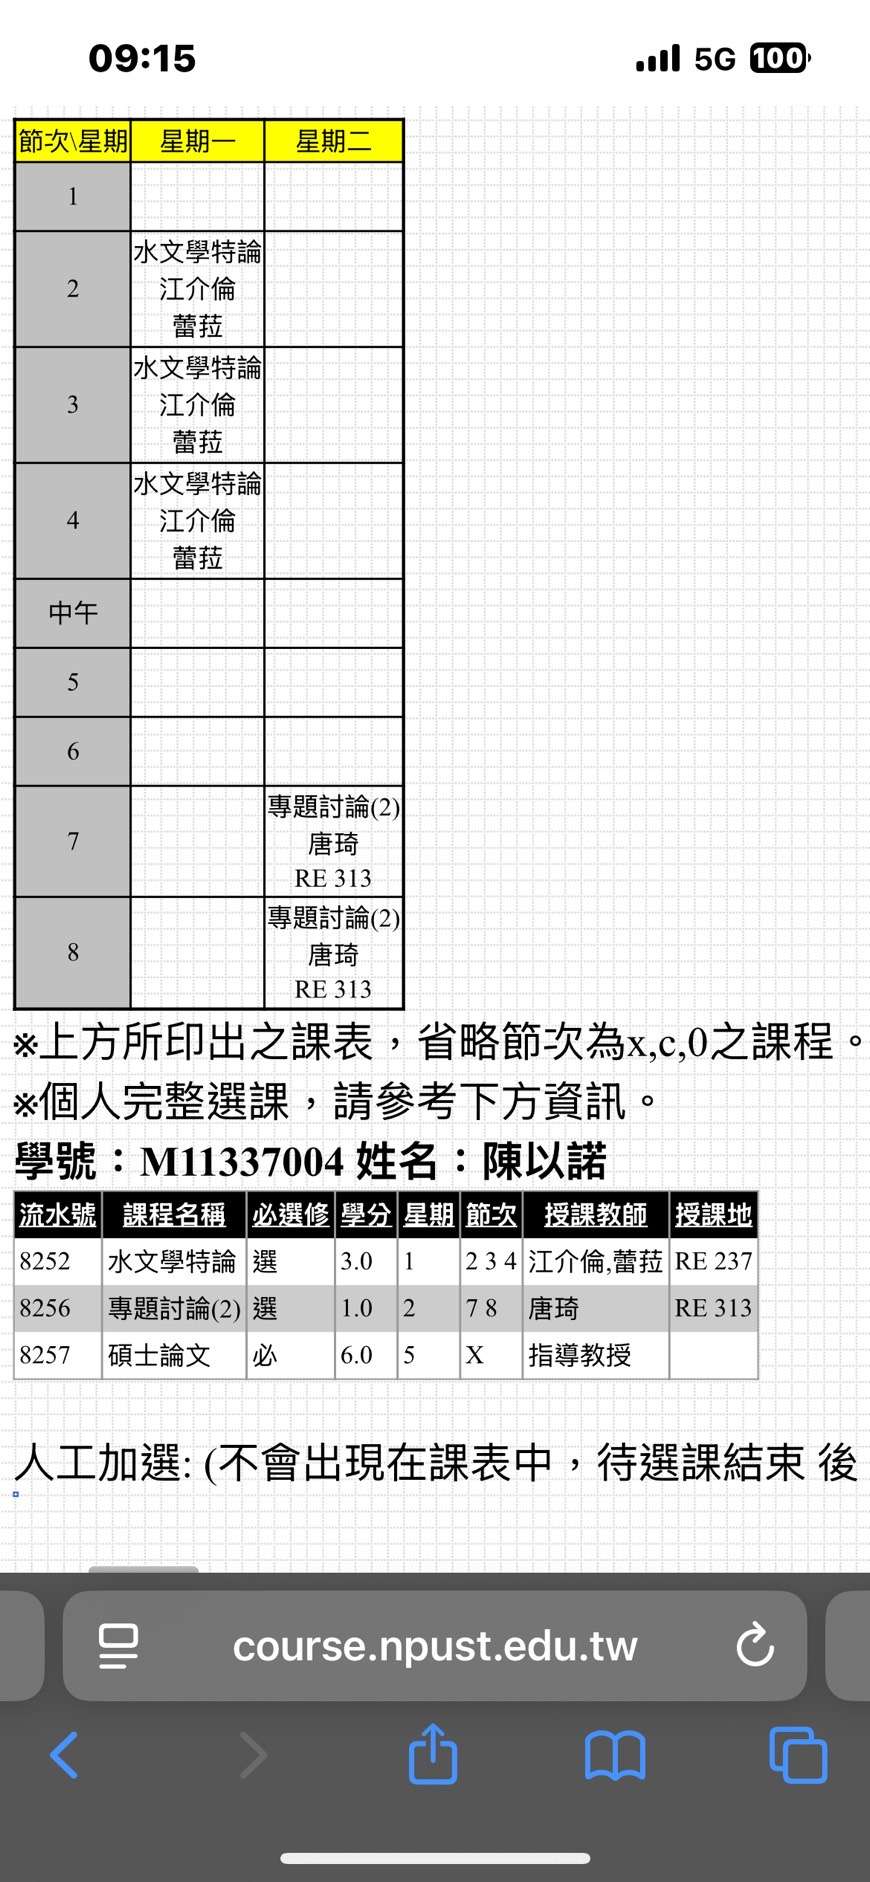 09:15 5G 100
節次\星期 星期一 星期二
1
2 水文學特論 江介倫 蕾菈
3 水文學特論 江介倫 蕾菈
4 水文學特論 江介倫 蕾菈
中午
5
6
7 專題討論(2) 唐琦 RE 313
8 專題討論(2) 唐琦 RE 313
※上方所印出之課表，省略節次為x,c,0之課程。
※個人完整選課，請參考下方資訊。
學號：M11337004 姓名：陳以諾
流水號 課程名稱 必選修 學分 星期 節次 授課教師 授課地
8252 水文學特論 選 3.0 1 2 3 4 江介倫,蕾菈 RE 237
8256 專題討論(2) 選 1.0 2 7 8 唐琦 RE 313
8257 碩士論文 必 6.0 5 X 指導教授
人工加選: (不會出現在課表中，待選課結束 後
course.npust.edu.tw